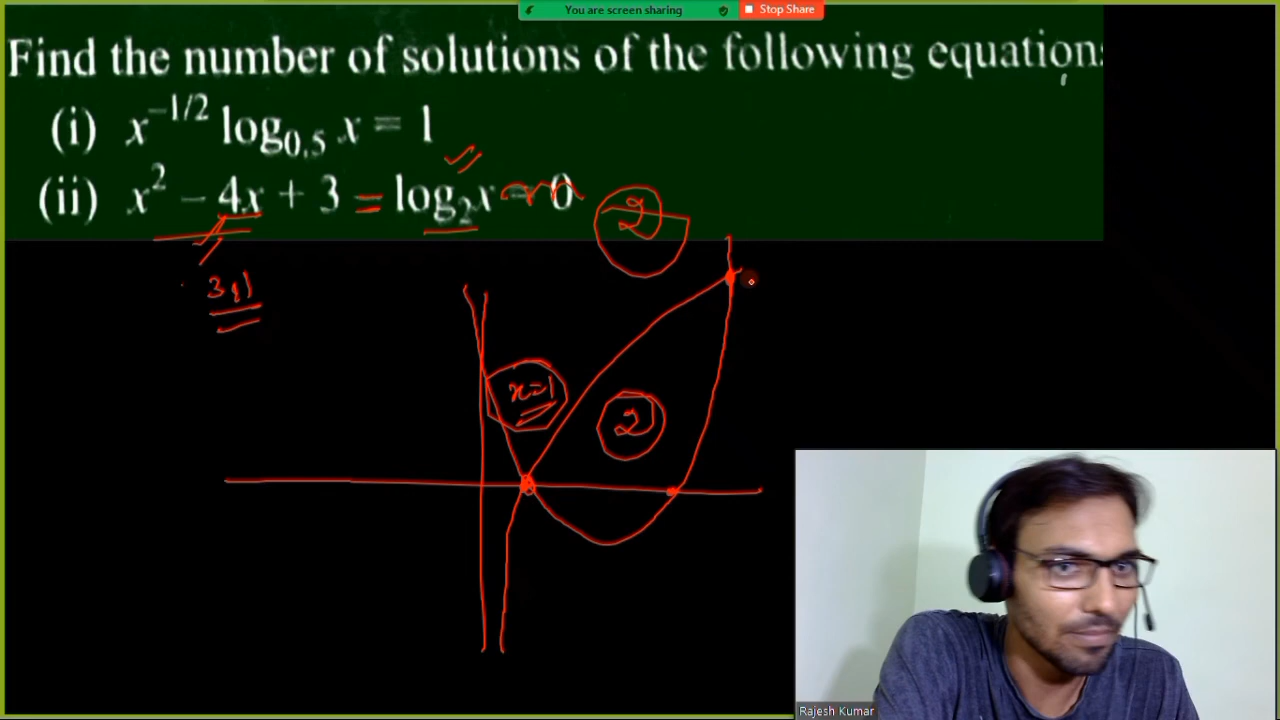 You are screen sharing
Stop Share
Find the number of solutions of the following equation
(i) x^{-1/2} log_{0.5} x = 1
(ii) x^2 - 4x + 3 = log_2 x - 0
2
3, 1
x=1
2
Rajesh Kumar